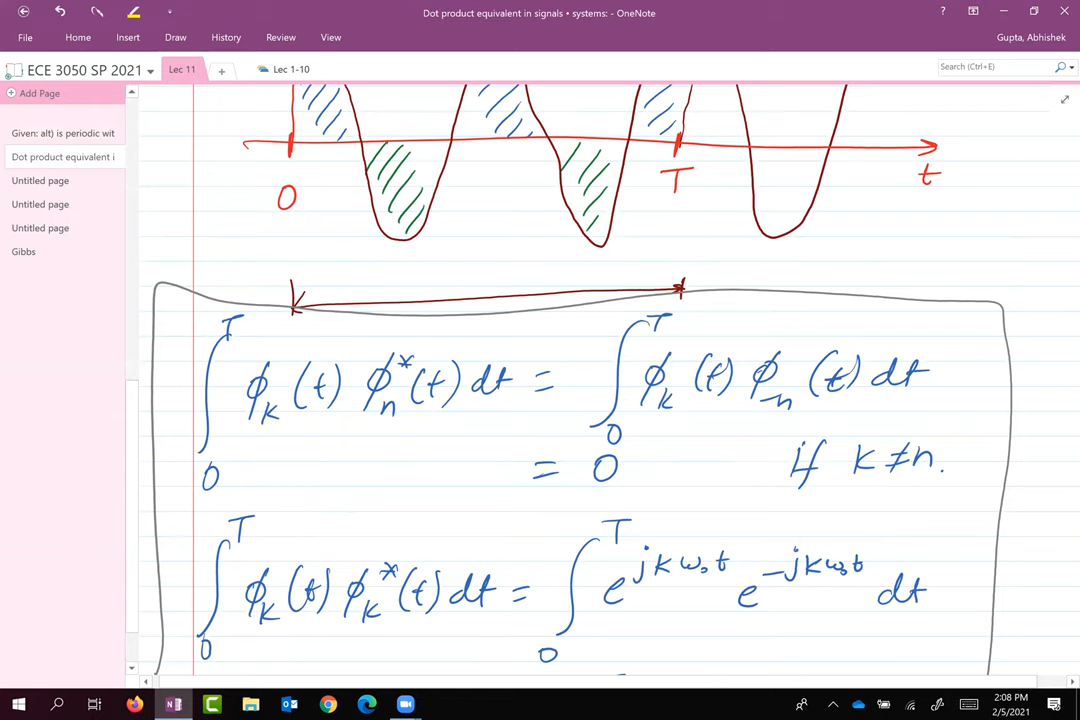 Dot product equivalent in signals • systems: - OneNote
?
File Home Insert Draw History Review View
Gupta, Abhishek
ECE 3050 SP 2021
Lec 11
Lec 1-10
Search (Ctrl+E)
Add Page
Given: alt) is periodic wit
Dot product equivalent i
Untitled page
Untitled page
Untitled page
Gibbs
0 T t
∫₀ᵀ ϕₖ(t) ϕₙ*(t) dt = ∫₀ᵀ ϕₖ(t) ϕ₋ₙ(t) dt
= 0 if k ≠ n.
∫₀ᵀ ϕₖ(t) ϕₖ*(t) dt = ∫₀ᵀ e^{jkω₀t} e^{-jkω₀t} dt
2:08 PM
2/5/2021